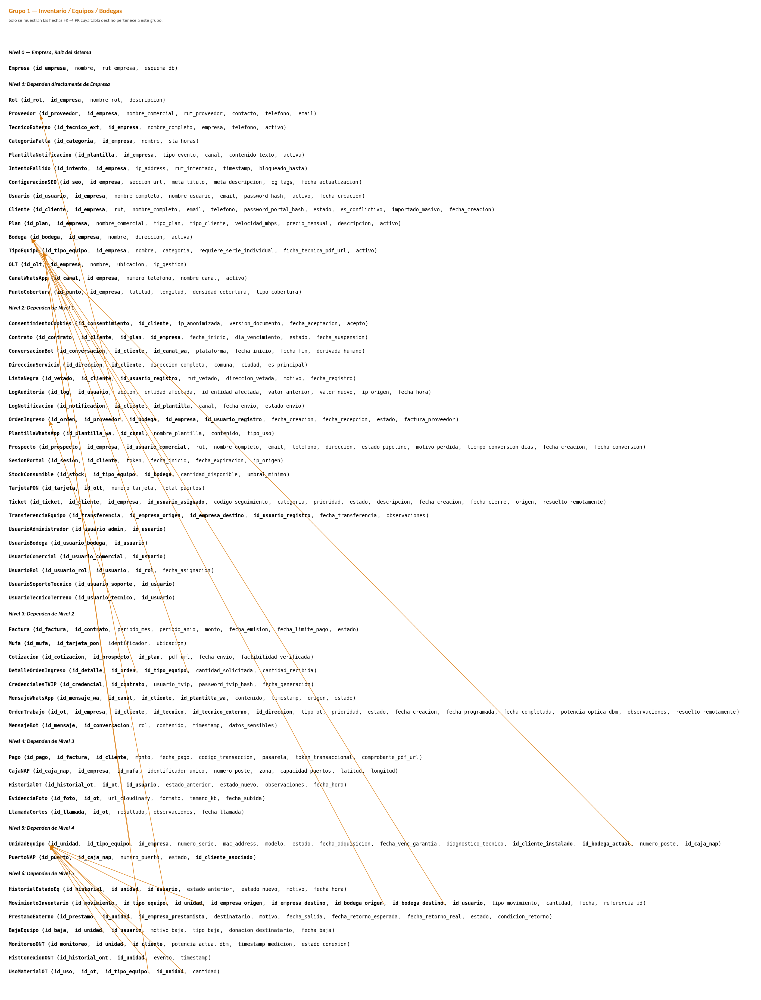 Grupo 1 — Inventario / Equipos / Bodegas
Solo se muestran las flechas FK → PK cuya tabla destino pertenece a este grupo.
Nivel 0 — Empresa, Raíz del sistema
Empresa (id_empresa, nombre, rut_empresa, esquema_db)
Nivel 1: Dependen directamente de Empresa
Rol (id_rol, id_empresa, nombre_rol, descripcion)
Proveedor (id_proveedor, id_empresa, nombre_comercial, rut_proveedor, contacto, telefono, email)
TecnicoExterno (id_tecnico_ext, id_empresa, nombre_completo, empresa, telefono, activo)
CategoriaFalla (id_categoria, id_empresa, nombre, sla_horas)
PlantillaNotificacion (id_plantilla, id_empresa, tipo_evento, canal, contenido_texto, activa)
IntentoFallido (id_intento, id_empresa, ip_address, rut_intentado, timestamp, bloqueado_hasta)
ConfiguracionSEO (id_seo, id_empresa, seccion_url, meta_titulo, meta_descripcion, og_tags, fecha_actualizacion)
Usuario (id_usuario, id_empresa, nombre_completo, nombre_usuario, email, password_hash, activo, fecha_creacion)
Cliente (id_cliente, id_empresa, rut, nombre_completo, email, telefono, password_portal_hash, estado, es_conflictivo, importado_masivo, fecha_creacion)
Plan (id_plan, id_empresa, nombre_comercial, tipo_plan, tipo_cliente, velocidad_mbps, precio_mensual, descripcion, activo)
Bodega (id_bodega, id_empresa, nombre, direccion, activa)
TipoEquipo (id_tipo_equipo, id_empresa, nombre, categoria, requiere_serie_individual, ficha_tecnica_pdf_url, activo)
OLT (id_olt, id_empresa, nombre, ubicacion, ip_gestion)
CanalWhatsApp (id_canal, id_empresa, numero_telefono, nombre_canal, activo)
PuntoCobertura (id_punto, id_empresa, latitud, longitud, densidad_cobertura, tipo_cobertura)
Nivel 2: Dependen de Nivel 1
ConsentimientoCookies (id_consentimiento, id_cliente, ip_anonimizada, version_documento, fecha_aceptacion, acepto)
Contrato (id_contrato, id_cliente, id_plan, id_empresa, fecha_inicio, dia_vencimiento, estado, fecha_suspension)
ConversacionBot (id_conversacion, id_cliente, id_canal_wa, plataforma, fecha_inicio, fecha_fin, derivada_humano)
DireccionServicio (id_direccion, id_cliente, direccion_completa, comuna, ciudad, es_principal)
ListaNegra (id_vetado, id_cliente, id_usuario_registro, rut_vetado, direccion_vetada, motivo, fecha_registro)
LogAuditoria (id_log, id_usuario, accion, entidad_afectada, id_entidad_afectada, valor_anterior, valor_nuevo, ip_origen, fecha_hora)
LogNotificacion (id_notificacion, id_cliente, id_plantilla, canal, fecha_envio, estado_envio)
OrdenIngreso (id_orden, id_proveedor, id_bodega, id_empresa, id_usuario_registro, fecha_creacion, fecha_recepcion, estado, factura_proveedor)
PlantillaWhatsApp (id_plantilla_wa, id_canal, nombre_plantilla, contenido, tipo_uso)
Prospecto (id_prospecto, id_empresa, id_usuario_comercial, rut, nombre_completo, email, telefono, direccion, estado_pipeline, motivo_perdida, tiempo_conversion_dias, fecha_creacion, fecha_conversion)
SesionPortal (id_sesion, id_cliente, token, fecha_inicio, fecha_expiracion, ip_origen)
StockConsumible (id_stock, id_tipo_equipo, id_bodega, cantidad_disponible, umbral_minimo)
TarjetaPON (id_tarjeta, id_olt, numero_tarjeta, total_puertos)
Ticket (id_ticket, id_cliente, id_empresa, id_usuario_asignado, codigo_seguimiento, categoria, prioridad, estado, descripcion, fecha_creacion, fecha_cierre, origen, resuelto_remotamente)
TransferenciaEquipo (id_transferencia, id_empresa_origen, id_empresa_destino, id_usuario_registro, fecha_transferencia, observaciones)
UsuarioAdministrador (id_usuario_admin, id_usuario)
UsuarioBodega (id_usuario_bodega, id_usuario)
UsuarioComercial (id_usuario_comercial, id_usuario)
UsuarioRol (id_usuario_rol, id_usuario, id_rol, fecha_asignacion)
UsuarioSoporteTecnico (id_usuario_soporte, id_usuario)
UsuarioTecnicoTerreno (id_usuario_tecnico, id_usuario)
Nivel 3: Dependen de Nivel 2
Factura (id_factura, id_contrato, periodo_mes, periodo_anio, monto, fecha_emision, fecha_limite_pago, estado)
Mufa (id_mufa, id_tarjeta_pon, identificador, ubicacion)
Cotizacion (id_cotizacion, id_prospecto, id_plan, pdf_url, fecha_envio, factibilidad_verificada)
DetalleOrdenIngreso (id_detalle, id_orden, id_tipo_equipo, cantidad_solicitada, cantidad_recibida)
CredencialesTVIP (id_credencial, id_contrato, usuario_tvip, password_tvip_hash, fecha_generacion)
MensajeWhatsApp (id_mensaje_wa, id_canal, id_cliente, id_plantilla_wa, contenido, timestamp, origen, estado)
OrdenTrabajo (id_ot, id_empresa, id_cliente, id_tecnico, id_tecnico_externo, id_direccion, tipo_ot, prioridad, estado, fecha_creacion, fecha_programada, fecha_completada, potencia_optica_dbm, observaciones, resuelto_remotamente)
MensajeBot (id_mensaje, id_conversacion, rol, contenido, timestamp, datos_sensibles)
Nivel 4: Dependen de Nivel 3
Pago (id_pago, id_factura, id_cliente, monto, fecha_pago, codigo_transaccion, pasarela, token_transaccional, comprobante_pdf_url)
CajaNAP (id_caja_nap, id_empresa, id_mufa, identificador_unico, numero_poste, zona, capacidad_puertos, latitud, longitud)
HistorialOT (id_historial_ot, id_ot, id_usuario, estado_anterior, estado_nuevo, observaciones, fecha_hora)
EvidenciaFoto (id_foto, id_ot, url_cloudinary, formato, tamano_kb, fecha_subida)
LlamadaCortes (id_llamada, id_ot, resultado, observaciones, fecha_llamada)
Nivel 5: Dependen de Nivel 4
UnidadEquipo (id_unidad, id_tipo_equipo, id_empresa, numero_serie, mac_address, modelo, estado, fecha_adquisicion, fecha_venc_garantia, diagnostico_tecnico, id_cliente_instalado, id_bodega_actual, numero_poste, id_caja_nap)
PuertoNAP (id_puerto, id_caja_nap, numero_puerto, estado, id_cliente_asociado)
Nivel 6: Dependen de Nivel 5
HistorialEstadoEq (id_historial, id_unidad, id_usuario, estado_anterior, estado_nuevo, motivo, fecha_hora)
MovimientoInventario (id_movimiento, id_tipo_equipo, id_unidad, id_empresa_origen, id_empresa_destino, id_bodega_origen, id_bodega_destino, id_usuario, tipo_movimiento, cantidad, fecha, referencia_id)
PrestamoExterno (id_prestamo, id_unidad, id_empresa_prestamista, destinatario, motivo, fecha_salida, fecha_retorno_esperada, fecha_retorno_real, estado, condicion_retorno)
BajaEquipo (id_baja, id_unidad, id_usuario, motivo_baja, tipo_baja, donacion_destinatario, fecha_baja)
MonitoreoONT (id_monitoreo, id_unidad, id_cliente, potencia_actual_dbm, timestamp_medicion, estado_conexion)
HistConexionONT (id_historial_ont, id_unidad, evento, timestamp)
UsoMaterialOT (id_uso, id_ot, id_tipo_equipo, id_unidad, cantidad)